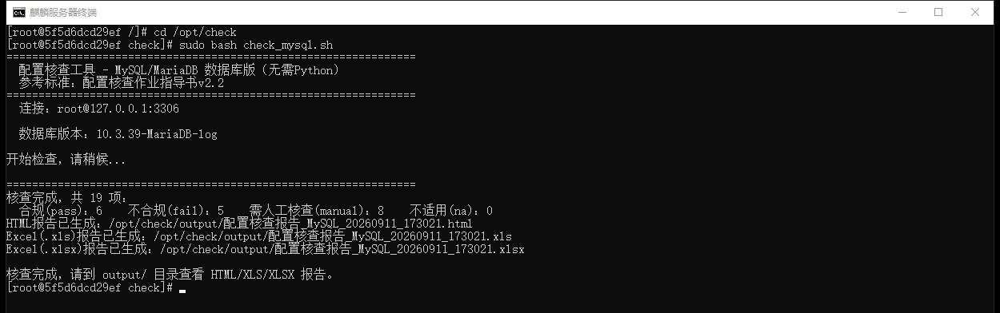 麒麟服务器终端
[root@5f5d6dcd29ef /]# cd /opt/check
[root@5f5d6dcd29ef check]# sudo bash check_mysql.sh
================================================================
配置核查工具 - MySQL/MariaDB 数据库版（无需Python）
参考标准：配置核查作业指导书v2.2
================================================================
连接：root@127.0.0.1:3306
数据库版本：10.3.39-MariaDB-log
开始检查，请稍候...
================================================================
核查完成，共 19 项：
合规(pass)：6    不合规(fail)：5    需人工核查(manual)：8    不适用(na)：0
HTML报告已生成：/opt/check/output/配置核查报告_MySQL_20260911_173021.html
Excel(.xls)报告已生成：/opt/check/output/配置核查报告_MySQL_20260911_173021.xls
Excel(.xlsx)报告已生成：/opt/check/output/配置核查报告_MySQL_20260911_173021.xlsx
核查完成，请到 output/ 目录查看 HTML/XLS/XLSX 报告。
[root@5f5d6dcd29ef check]#